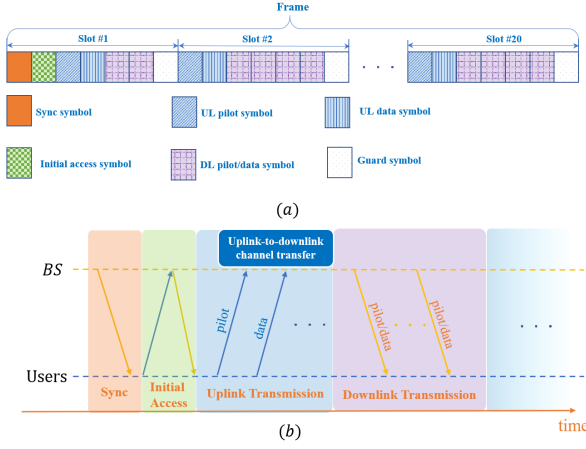 Frame
Slot #1 Slot #2 Slot #20
. . .
Sync symbol UL pilot symbol UL data symbol
Initial access symbol DL pilot/data symbol Guard symbol
(a)
Uplink-to-downlink
channel transfer
BS
pilot data . . . pilot/data . . . pilot/data . . .
Users
Sync Initial Access Uplink Transmission Downlink Transmission
time
(b)